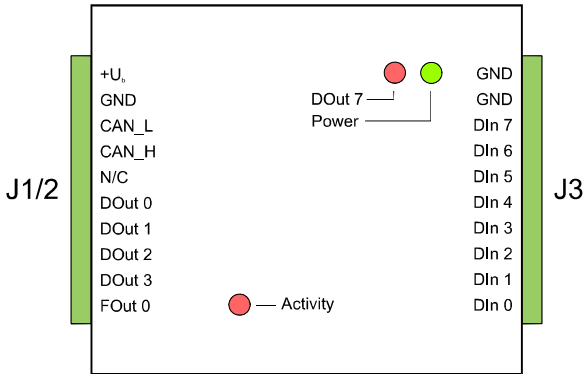 +Ub
GND
CAN_L
CAN_H
N/C
DOut 0
DOut 1
DOut 2
DOut 3
FOut 0
J1/2
DOut 7
Power
Activity
GND
GND
DIn 7
DIn 6
DIn 5
DIn 4
DIn 3
DIn 2
DIn 1
DIn 0
J3